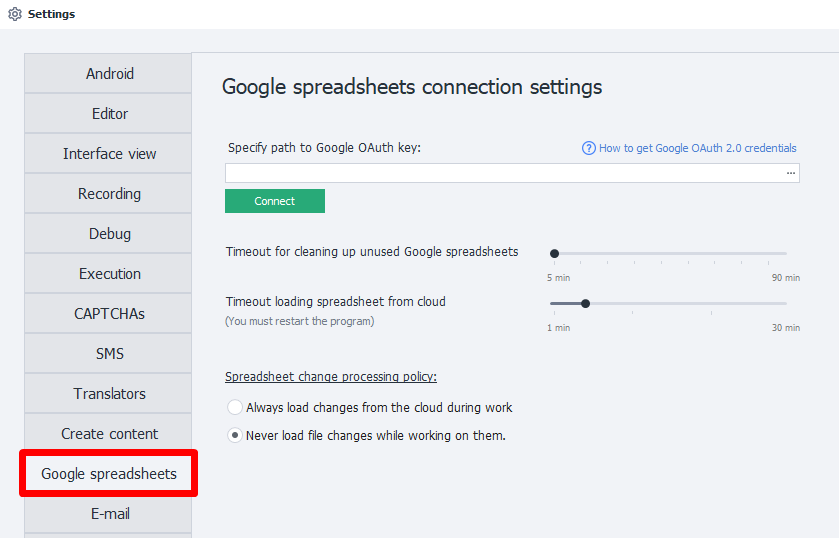 Settings
Android
Editor
Interface view
Recording
Debug
Execution
CAPTCHAs
SMS
Translators
Create content
Google spreadsheets
E-mail
Google spreadsheets connection settings
Specify path to Google OAuth key:
? How to get Google OAuth 2.0 credentials
...
Connect
Timeout for cleaning up unused Google spreadsheets
5 min 90 min
Timeout loading spreadsheet from cloud
(You must restart the program)
1 min 30 min
Spreadsheet change processing policy:
Always load changes from the cloud during work
Never load file changes while working on them.